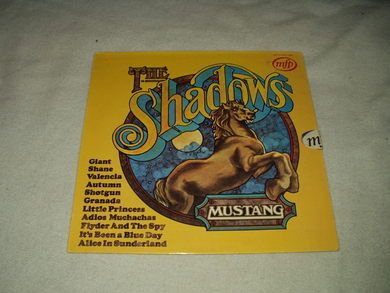 mfp
THE
Shadows
Giant
Shane
Valencia
Autumn
Shotgun
Granada
Little Princess
Adios Muchachas
Flyder And The Spy
It's Been a Blue Day
Alice In Sunderland
MUSTANG
m